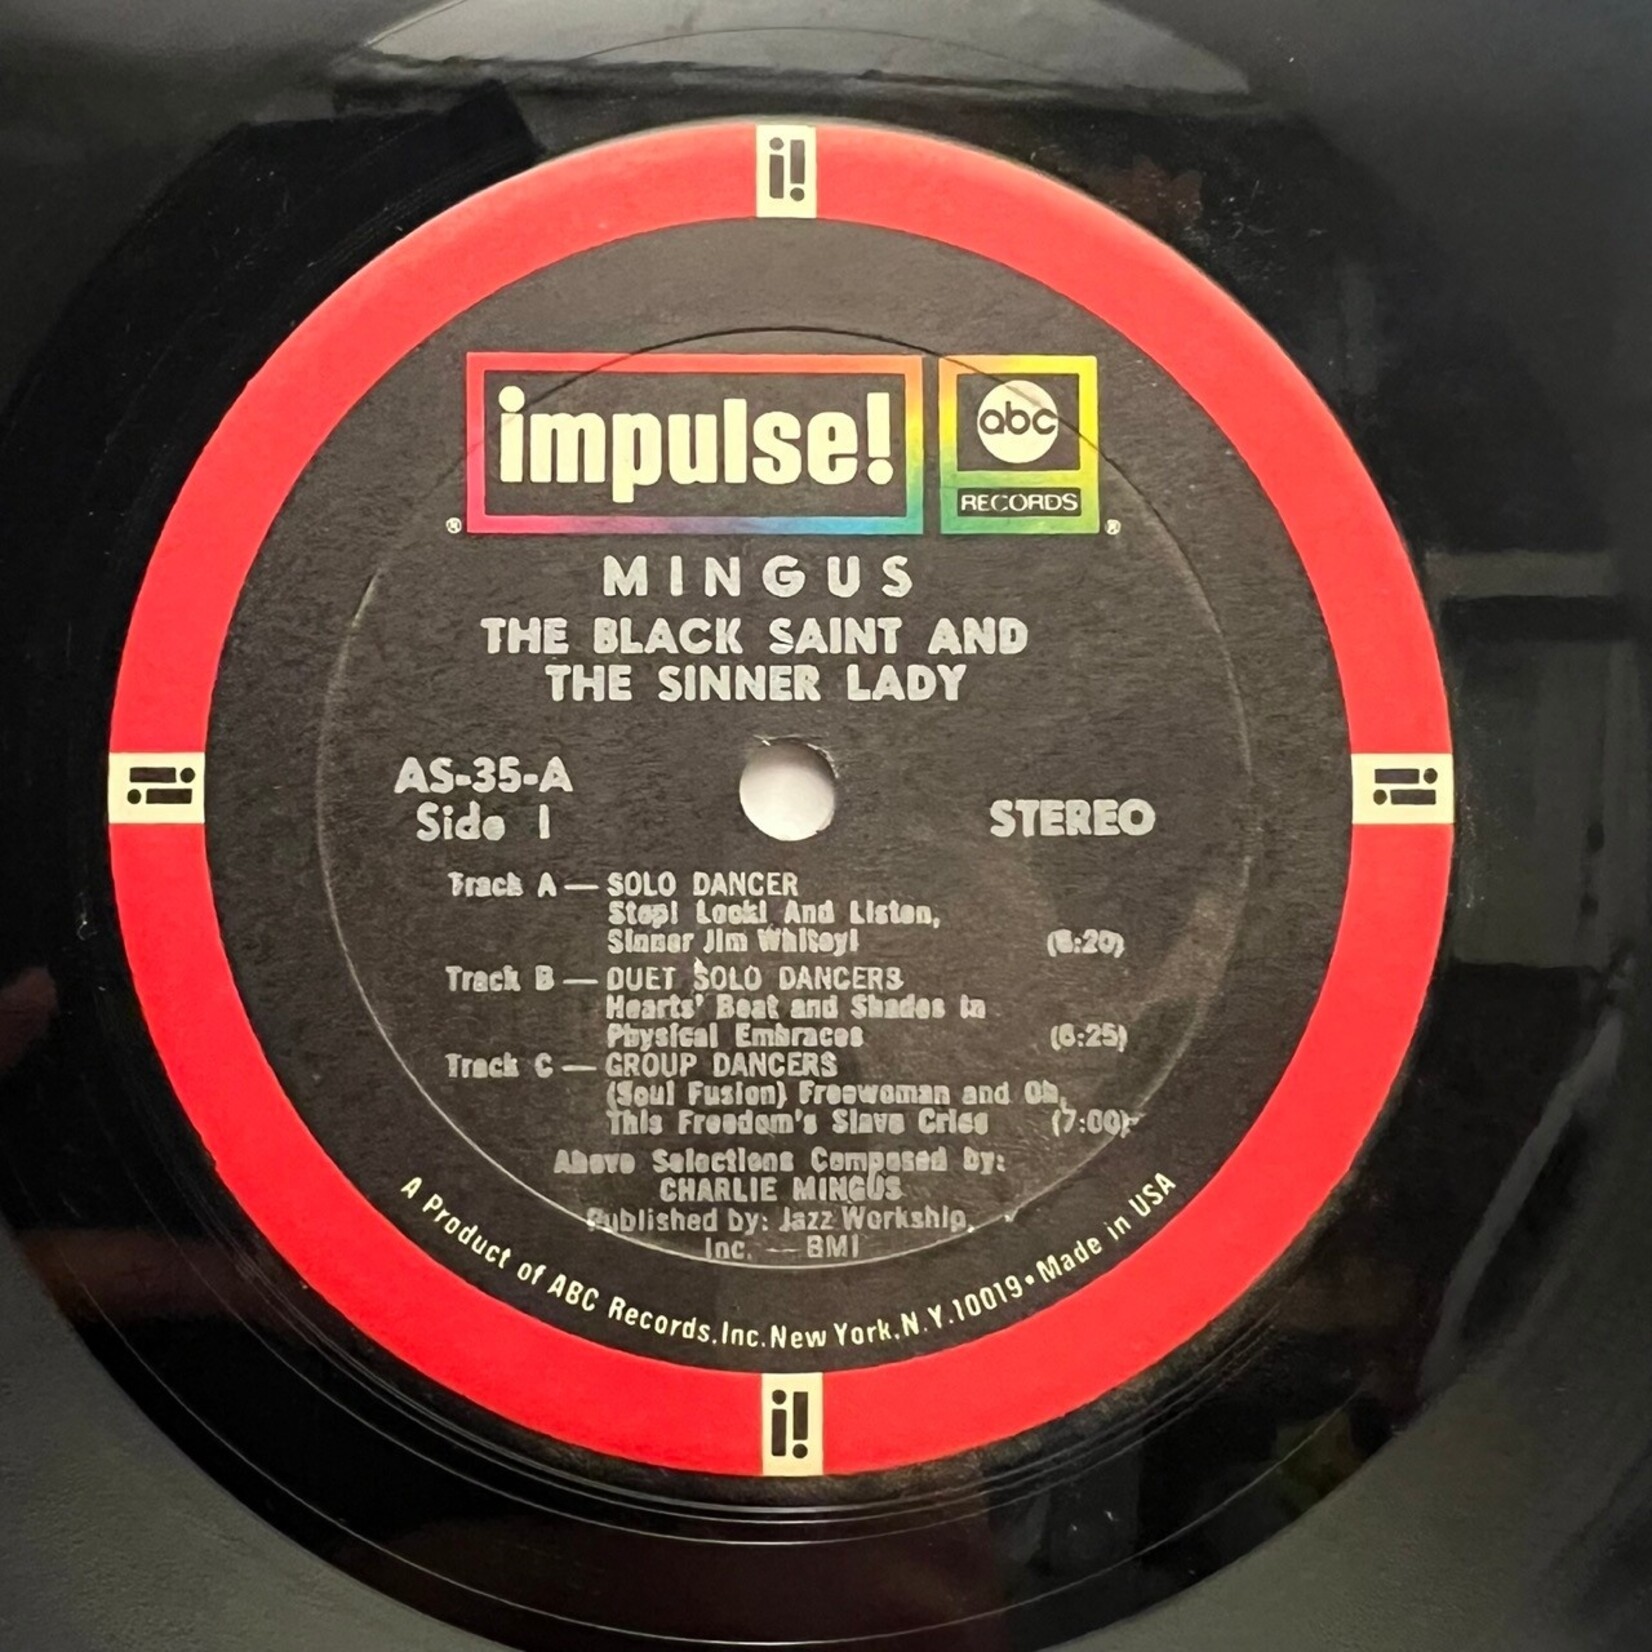 i!
impulse!
abc
RECORDS
® ®
MINGUS
THE BLACK SAINT AND
THE SINNER LADY
AS-35-A
Side 1
STEREO
Track A — SOLO DANCER
Stop! Look! And Listen,
Sinner Jim Whitey! (6:20)
Track B — DUET SOLO DANCERS
Hearts' Beat and Shades in
Physical Embraces (6:25)
Track C — GROUP DANCERS
(Soul Fusion) Freewoman and Oh,
This Freedom's Slave Cries (7:00)
Above Selections Composed by:
CHARLIE MINGUS
Published by: Jazz Workship,
Inc. — BMI
A Product of ABC Records, Inc. New York, N.Y. 10019 • Made in USA
i!
i!
i!